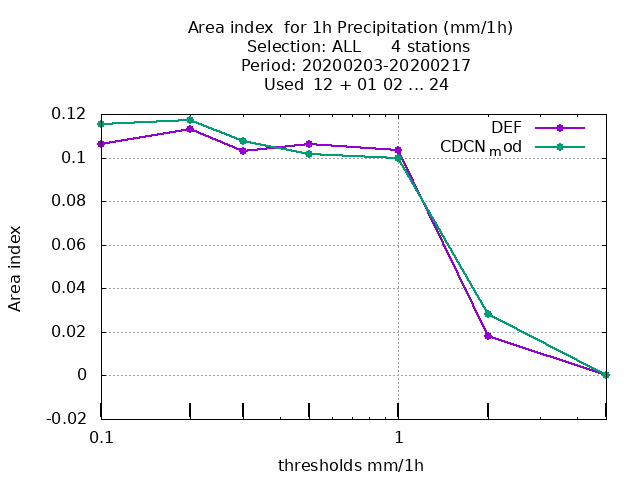 Area index  for 1h Precipitation (mm/1h)
Selection: ALL      4 stations
Period: 20200203-20200217
Used  12 + 01 02 ... 24
DEF
CDCN_mod
0.12
0.1
0.08
0.06
0.04
0.02
0
-0.02
Area index
0.1
1
thresholds mm/1h